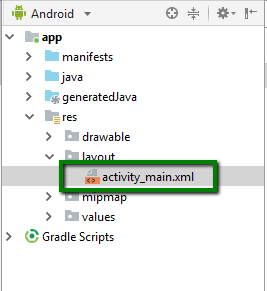 Android
app
manifests
java
generatedJava
res
drawable
layout
activity_main.xml
mipmap
values
Gradle Scripts